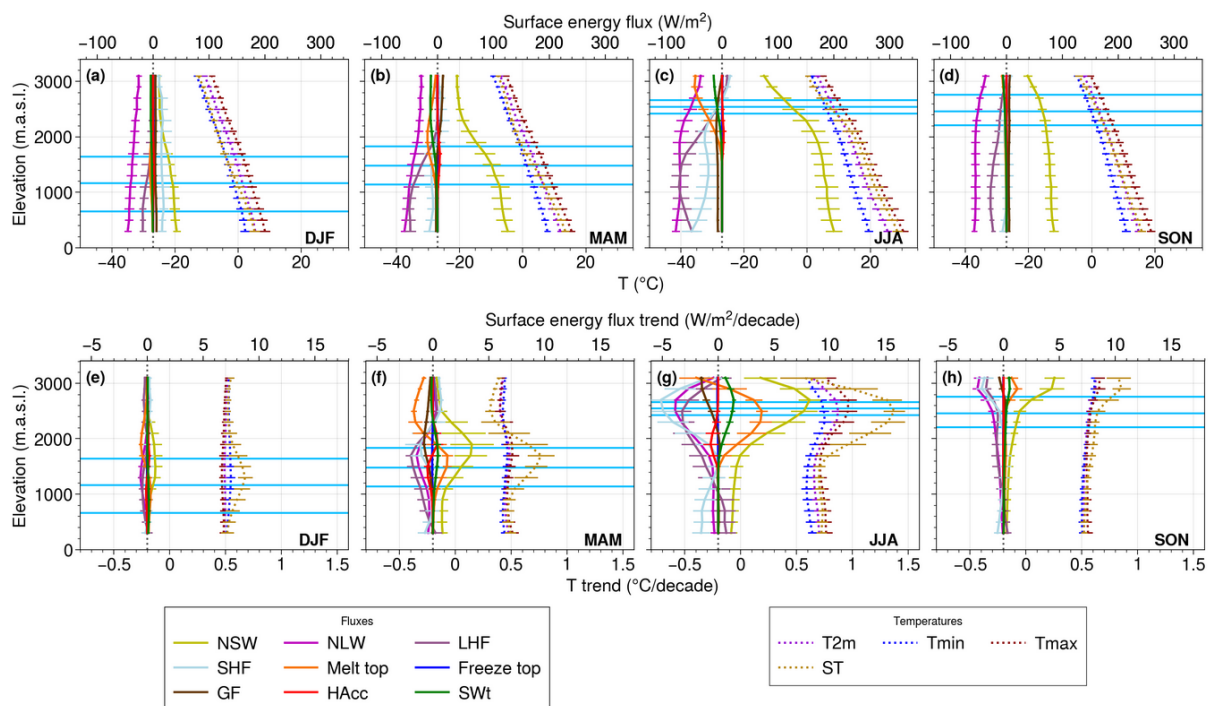 Surface energy flux (W/m²)
-100 0 100 200 300 -100 0 100 200 300 -100 0 100 200 300 -100 0 100 200 300
(a) (b) (c) (d)
3000
2000
1000
0
Elevation (m.a.s.l.)
DJF MAM JJA SON
−40 −20 0 20 −40 −20 0 20 −40 −20 0 20 −40 −20 0 20
T (°C)
Surface energy flux trend (W/m²/decade)
-5 0 5 10 15 -5 0 5 10 15 -5 0 5 10 15 -5 0 5 10 15
(e) (f) (g) (h)
3000
2000
1000
0
Elevation (m.a.s.l.)
DJF MAM JJA SON
−0.5 0 0.5 1 1.5 −0.5 0 0.5 1 1.5 −0.5 0 0.5 1 1.5 −0.5 0 0.5 1 1.5
T trend (°C/decade)
Fluxes
NSW NLW LHF
SHF Melt top Freeze top
GF HAcc SWt
Temperatures
T2m Tmin Tmax
ST